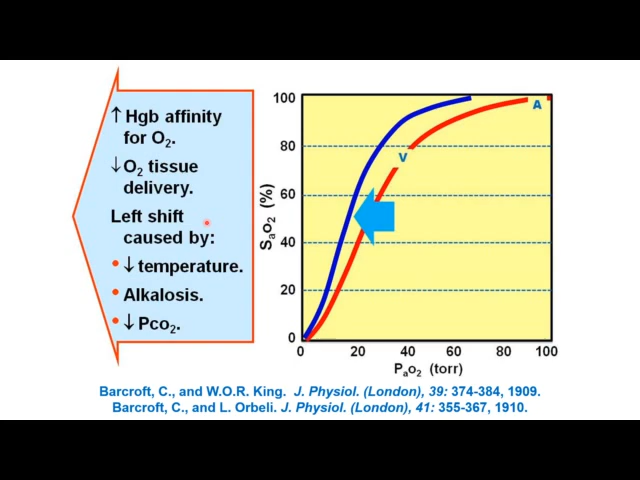 ↑ Hgb affinity
for O₂.
↓O₂ tissue
delivery.
Left shift
caused by:
• ↓ temperature.
• Alkalosis.
• ↓ Pco₂.
SaO₂ (%)
100
80
60
40
20
0
A
V
0 20 40 60 80 100
PaO₂ (torr)
Barcroft, C., and W.O.R. King. J. Physiol. (London), 39: 374-384, 1909.
Barcroft, C., and L. Orbeli. J. Physiol. (London), 41: 355-367, 1910.